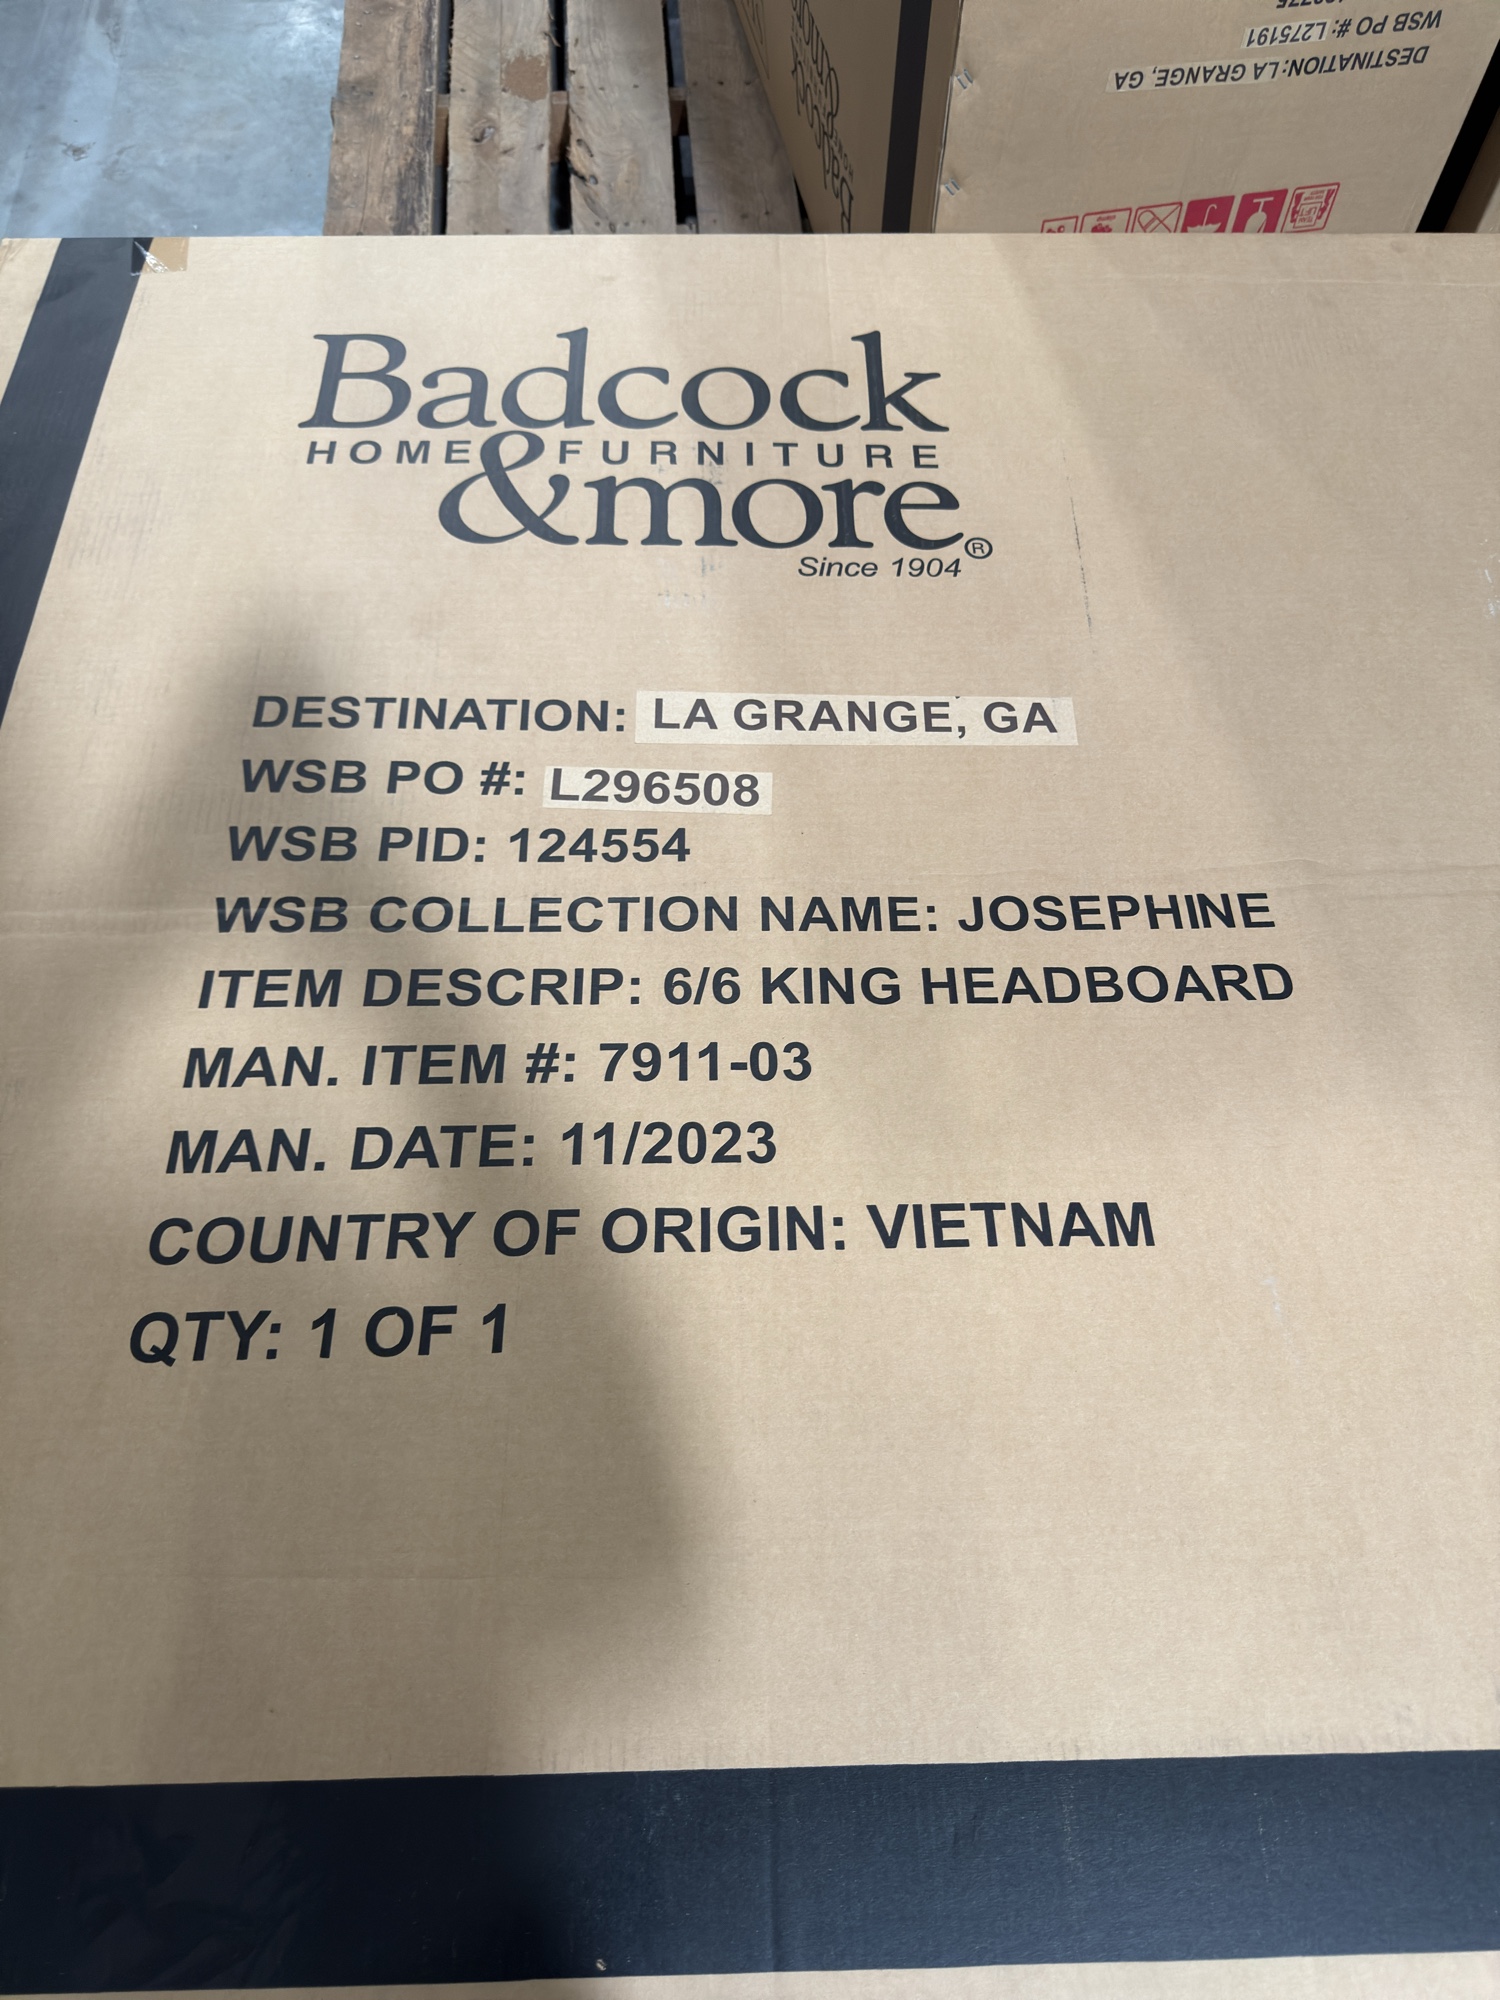 WSB PO #: L275191
DESTINATION: LA GRANGE, GA
Badcock
HOME FURNITURE
&more®
Since 1904
DESTINATION: LA GRANGE, GA
WSB PO #: L296508
WSB PID: 124554
WSB COLLECTION NAME: JOSEPHINE
ITEM DESCRIP: 6/6 KING HEADBOARD
MAN. ITEM #: 7911-03
MAN. DATE: 11/2023
COUNTRY OF ORIGIN: VIETNAM
QTY: 1 OF 1